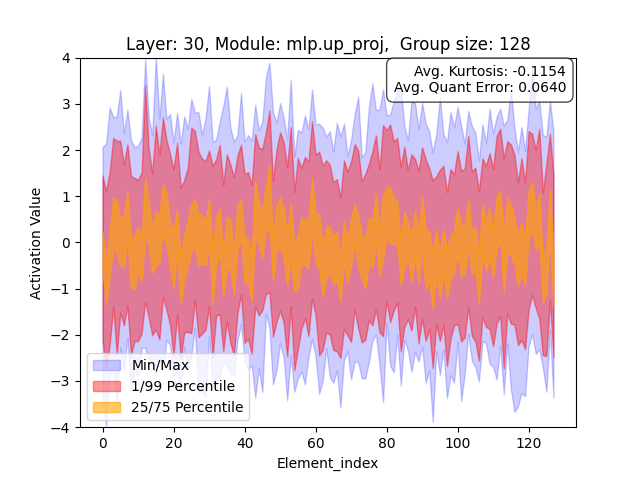 Layer: 30, Module: mlp.up_proj,  Group size: 128
Avg. Kurtosis: -0.1154
Avg. Quant Error: 0.0640
Activation Value
4
3
2
1
0
−1
−2
−3
−4
Min/Max
1/99 Percentile
25/75 Percentile
0 20 40 60 80 100 120
Element_index